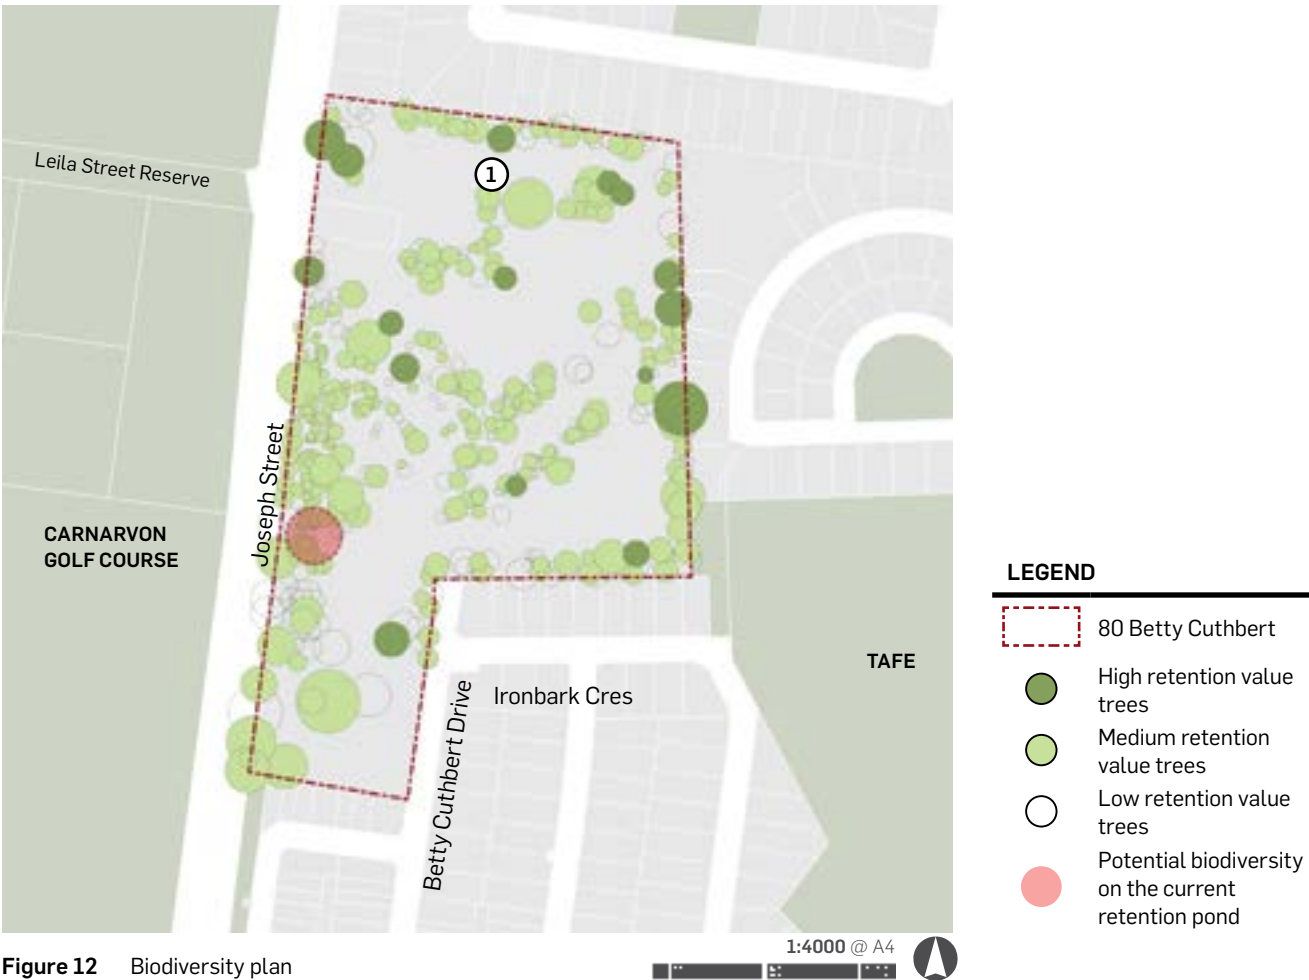 1
Leila Street Reserve
Joseph Street
CARNARVON
GOLF COURSE
TAFE
Ironbark Cres
Betty Cuthbert Drive
LEGEND
80 Betty Cuthbert
High retention value
trees
Medium retention
value trees
Low retention value
trees
Potential biodiversity
on the current
retention pond
Figure 12 Biodiversity plan
1:4000 @ A4